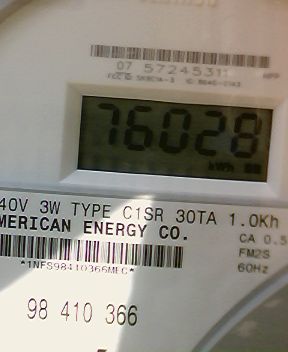 07 57245311
76028
kWh
40V 3W TYPE C1SR 30TA 1.0Kh
MERICAN ENERGY CO.
CA 0.5
FM2S
60Hz
*1NFS98410366MEC*
98 410 366